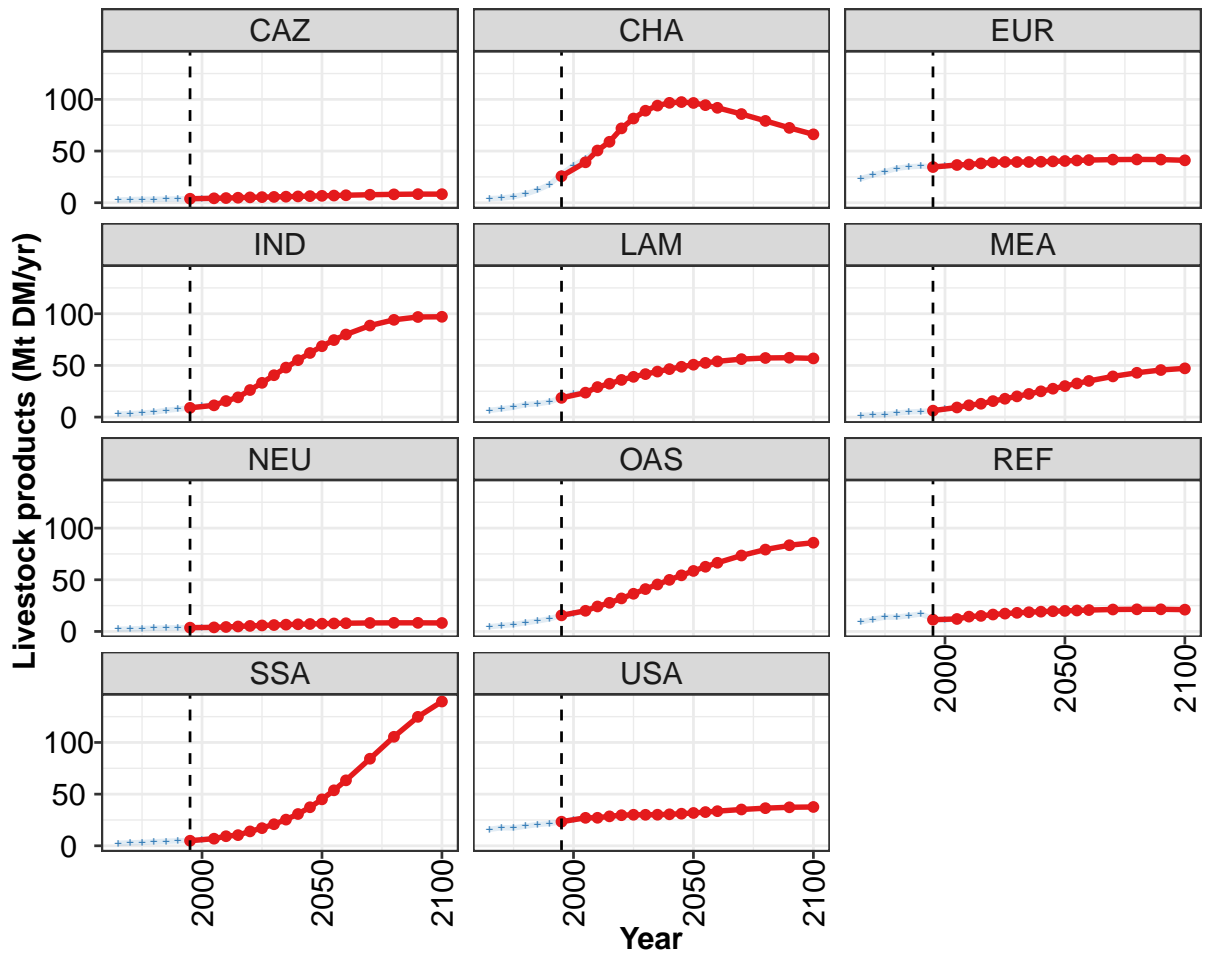 CAZ CHA EUR
100
50
0
IND LAM MEA
100
50
0
NEU OAS REF
100
50
0
SSA USA
100
50
0
2000 2050 2100 2000 2050 2100 2000 2050 2100
Year
Livestock products (Mt DM/yr)